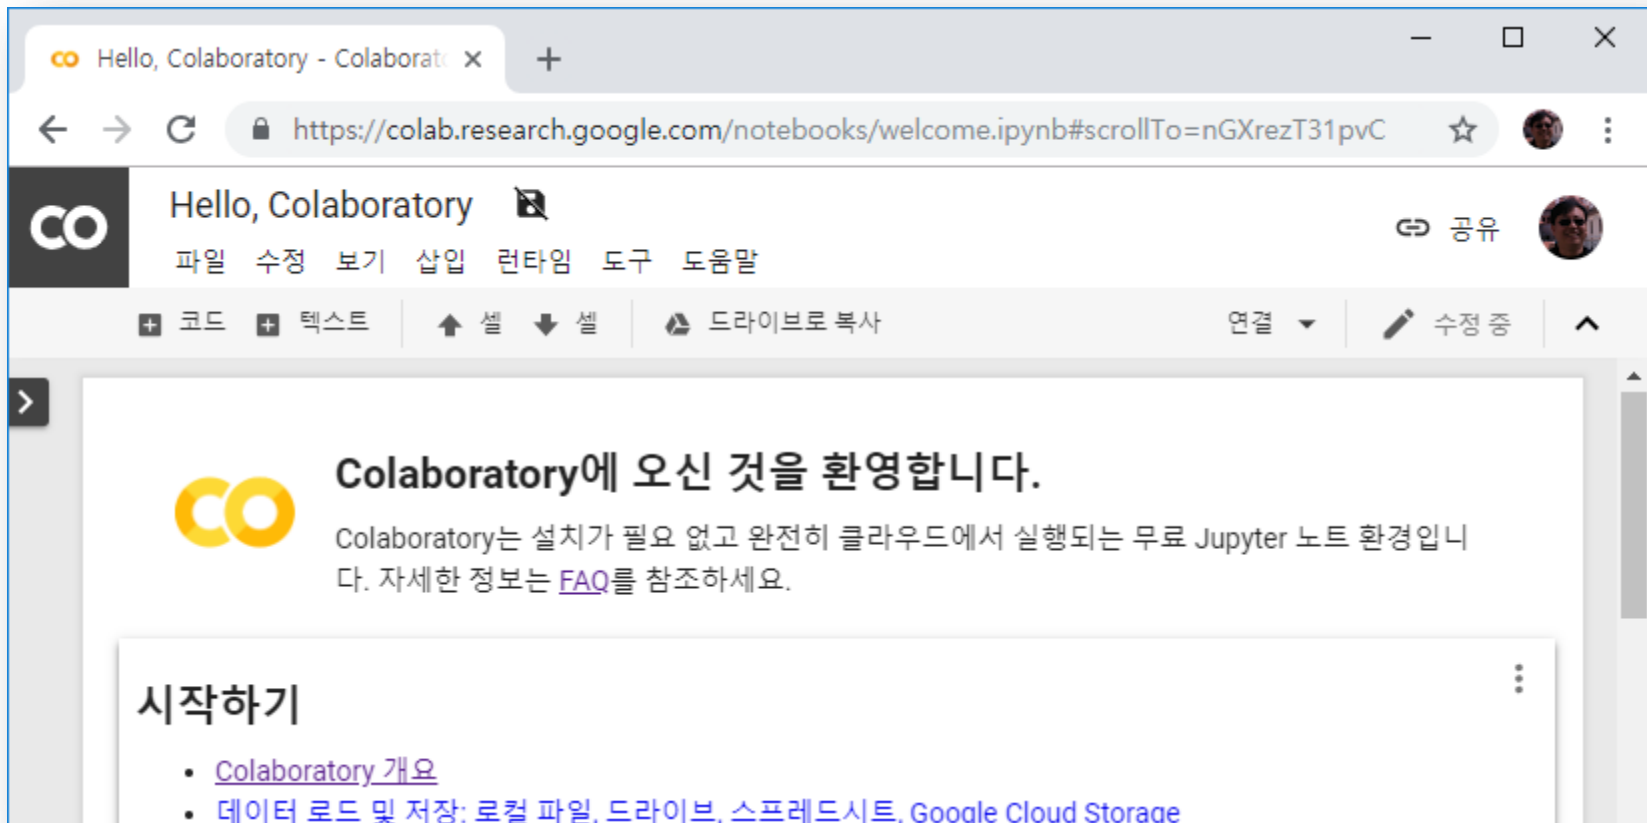 Hello, Colaboratory - Colaborato
https://colab.research.google.com/notebooks/welcome.ipynb#scrollTo=nGXrezT31pvC
CO
Hello, Colaboratory
공유
파일 수정 보기 삽입 런타임 도구 도움말
코드 텍스트 셀 셀 드라이브로 복사 연결 수정 중
Colaboratory에 오신 것을 환영합니다.
Colaboratory는 설치가 필요 없고 완전히 클라우드에서 실행되는 무료 Jupyter 노트 환경입니
다. 자세한 정보는 FAQ를 참조하세요.
시작하기
• Colaboratory 개요
• 데이터 로드 및 저장: 로컬 파일, 드라이브, 스프레드시트, Google Cloud Storage